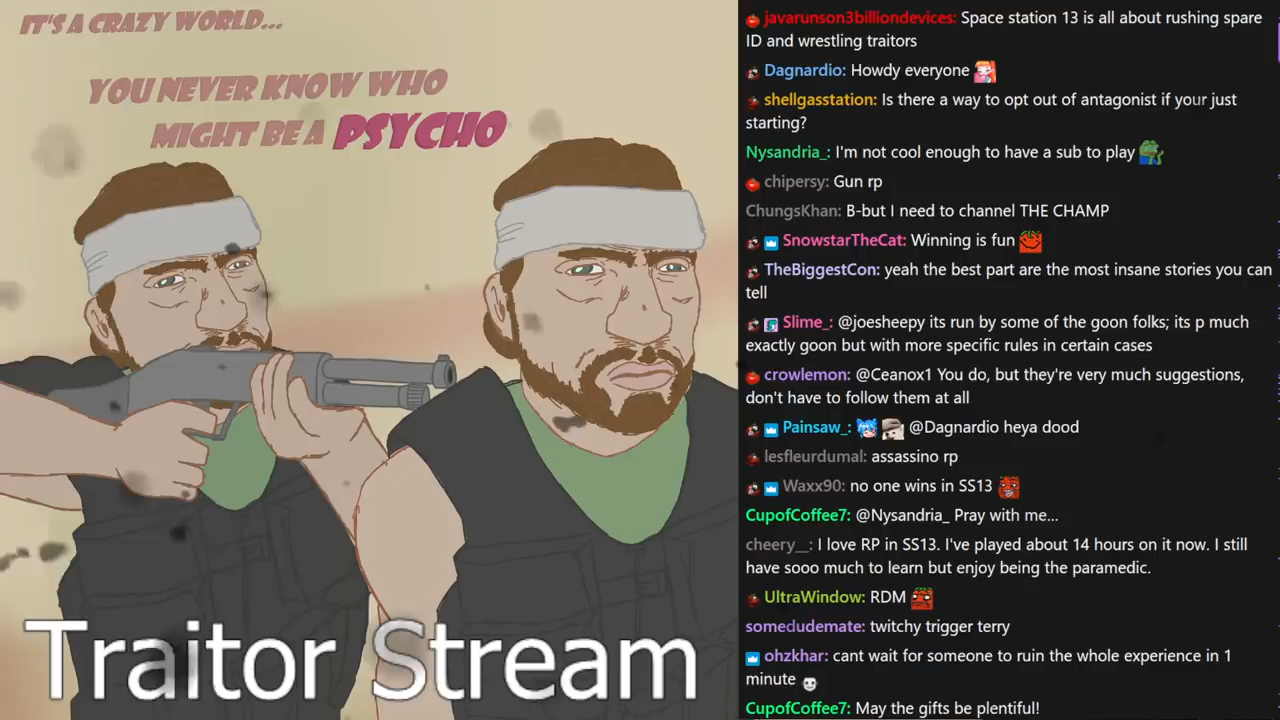 IT'S A CRAZY WORLD...
YOU NEVER KNOW WHO
MIGHT BE A PSYCHO
Traitor Stream
javarunson3billiondevices: Space station 13 is all about rushing spare
ID and wrestling traitors
Dagnardio: Howdy everyone
shellgasstation: Is there a way to opt out of antagonist if your just
starting?
Nysandria_: I'm not cool enough to have a sub to play
chipersy: Gun rp
ChungsKhan: B-but I need to channel THE CHAMP
SnowstarTheCat: Winning is fun
TheBiggestCon: yeah the best part are the most insane stories you can
tell
Slime_: @joesheepy its run by some of the goon folks; its p much
exactly goon but with more specific rules in certain cases
crowlemon: @Ceanox1 You do, but they're very much suggestions,
don't have to follow them at all
Painsaw_: @Dagnardio heya dood
lesfleurdumal: assassino rp
Waxx90: no one wins in SS13
CupofCoffee7: @Nysandria_ Pray with me...
cheery__: I love RP in SS13. I've played about 14 hours on it now. I still
have sooo much to learn but enjoy being the paramedic.
UltraWindow: RDM
somedudemate: twitchy trigger terry
ohzkhar: cant wait for someone to ruin the whole experience in 1
minute
CupofCoffee7: May the gifts be plentiful!